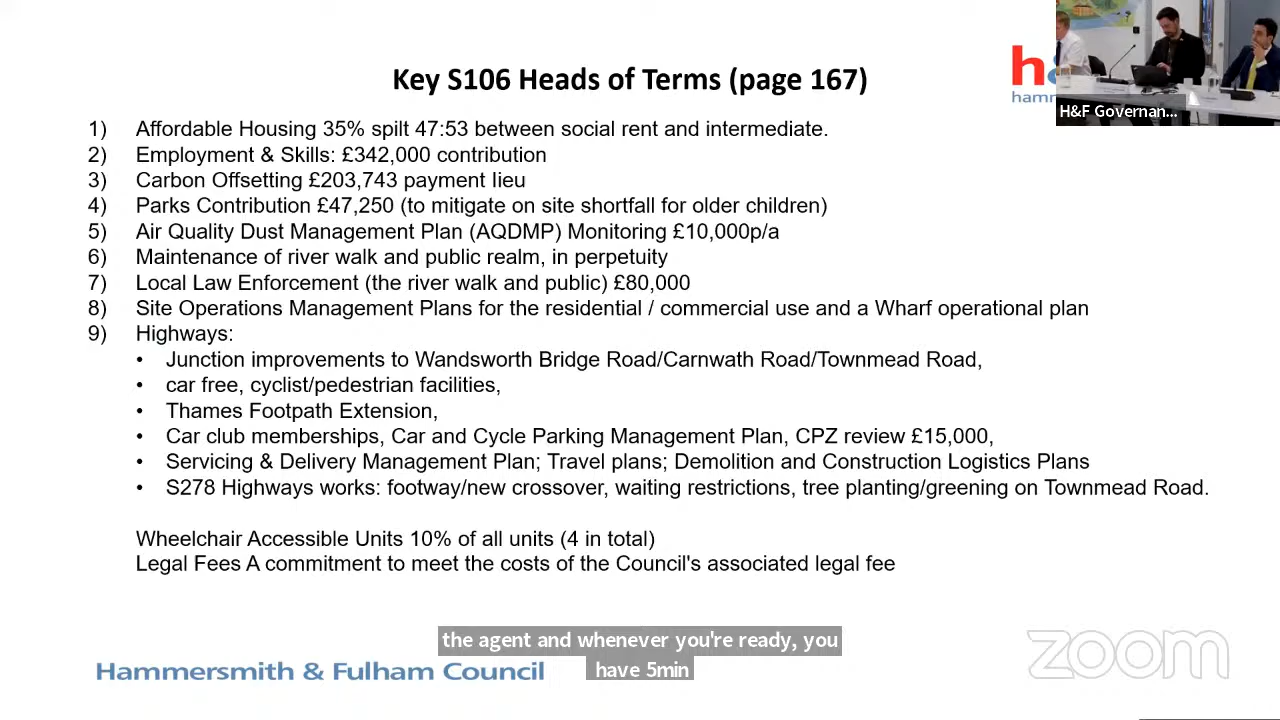 Key S106 Heads of Terms (page 167)
h&
hamm
H&F Governan...
1) Affordable Housing 35% spilt 47:53 between social rent and intermediate.
2) Employment & Skills: £342,000 contribution
3) Carbon Offsetting £203,743 payment lieu
4) Parks Contribution £47,250 (to mitigate on site shortfall for older children)
5) Air Quality Dust Management Plan (AQDMP) Monitoring £10,000p/a
6) Maintenance of river walk and public realm, in perpetuity
7) Local Law Enforcement (the river walk and public) £80,000
8) Site Operations Management Plans for the residential / commercial use and a Wharf operational plan
9) Highways:
• Junction improvements to Wandsworth Bridge Road/Carnwath Road/Townmead Road,
• car free, cyclist/pedestrian facilities,
• Thames Footpath Extension,
• Car club memberships, Car and Cycle Parking Management Plan, CPZ review £15,000,
• Servicing & Delivery Management Plan; Travel plans; Demolition and Construction Logistics Plans
• S278 Highways works: footway/new crossover, waiting restrictions, tree planting/greening on Townmead Road.
Wheelchair Accessible Units 10% of all units (4 in total)
Legal Fees A commitment to meet the costs of the Council's associated legal fee
the agent and whenever you're ready, you
have 5min
Hammersmith & Fulham Council
zoom